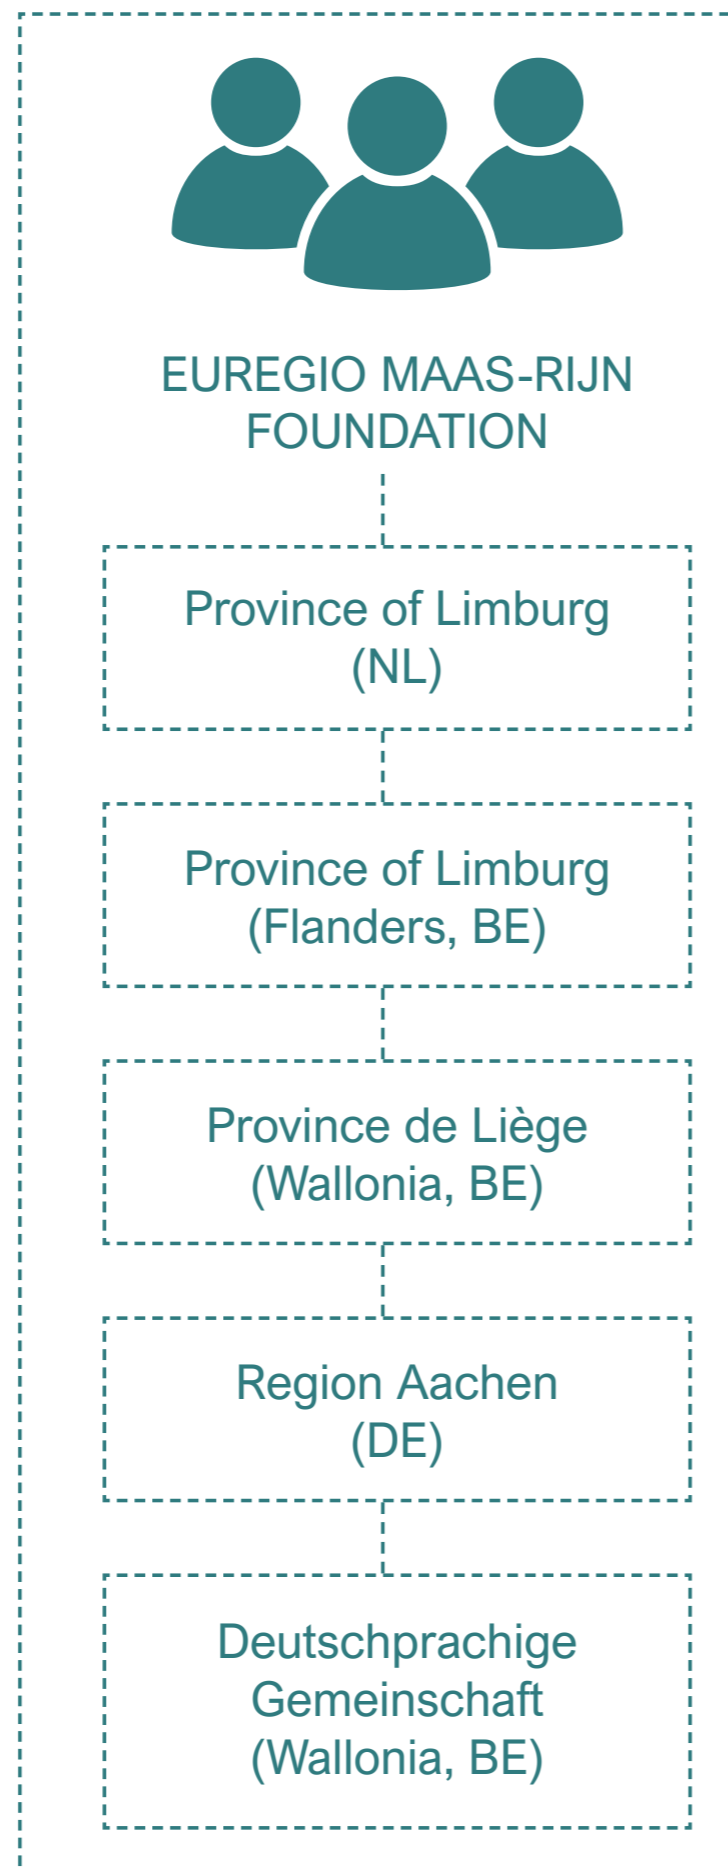 EUREGIO MAAS-RIJN
FOUNDATION
Province of Limburg
(NL)
Province of Limburg
(Flanders, BE)
Province de Liège
(Wallonia, BE)
Region Aachen
(DE)
Deutschprachige
Gemeinschaft
(Wallonia, BE)